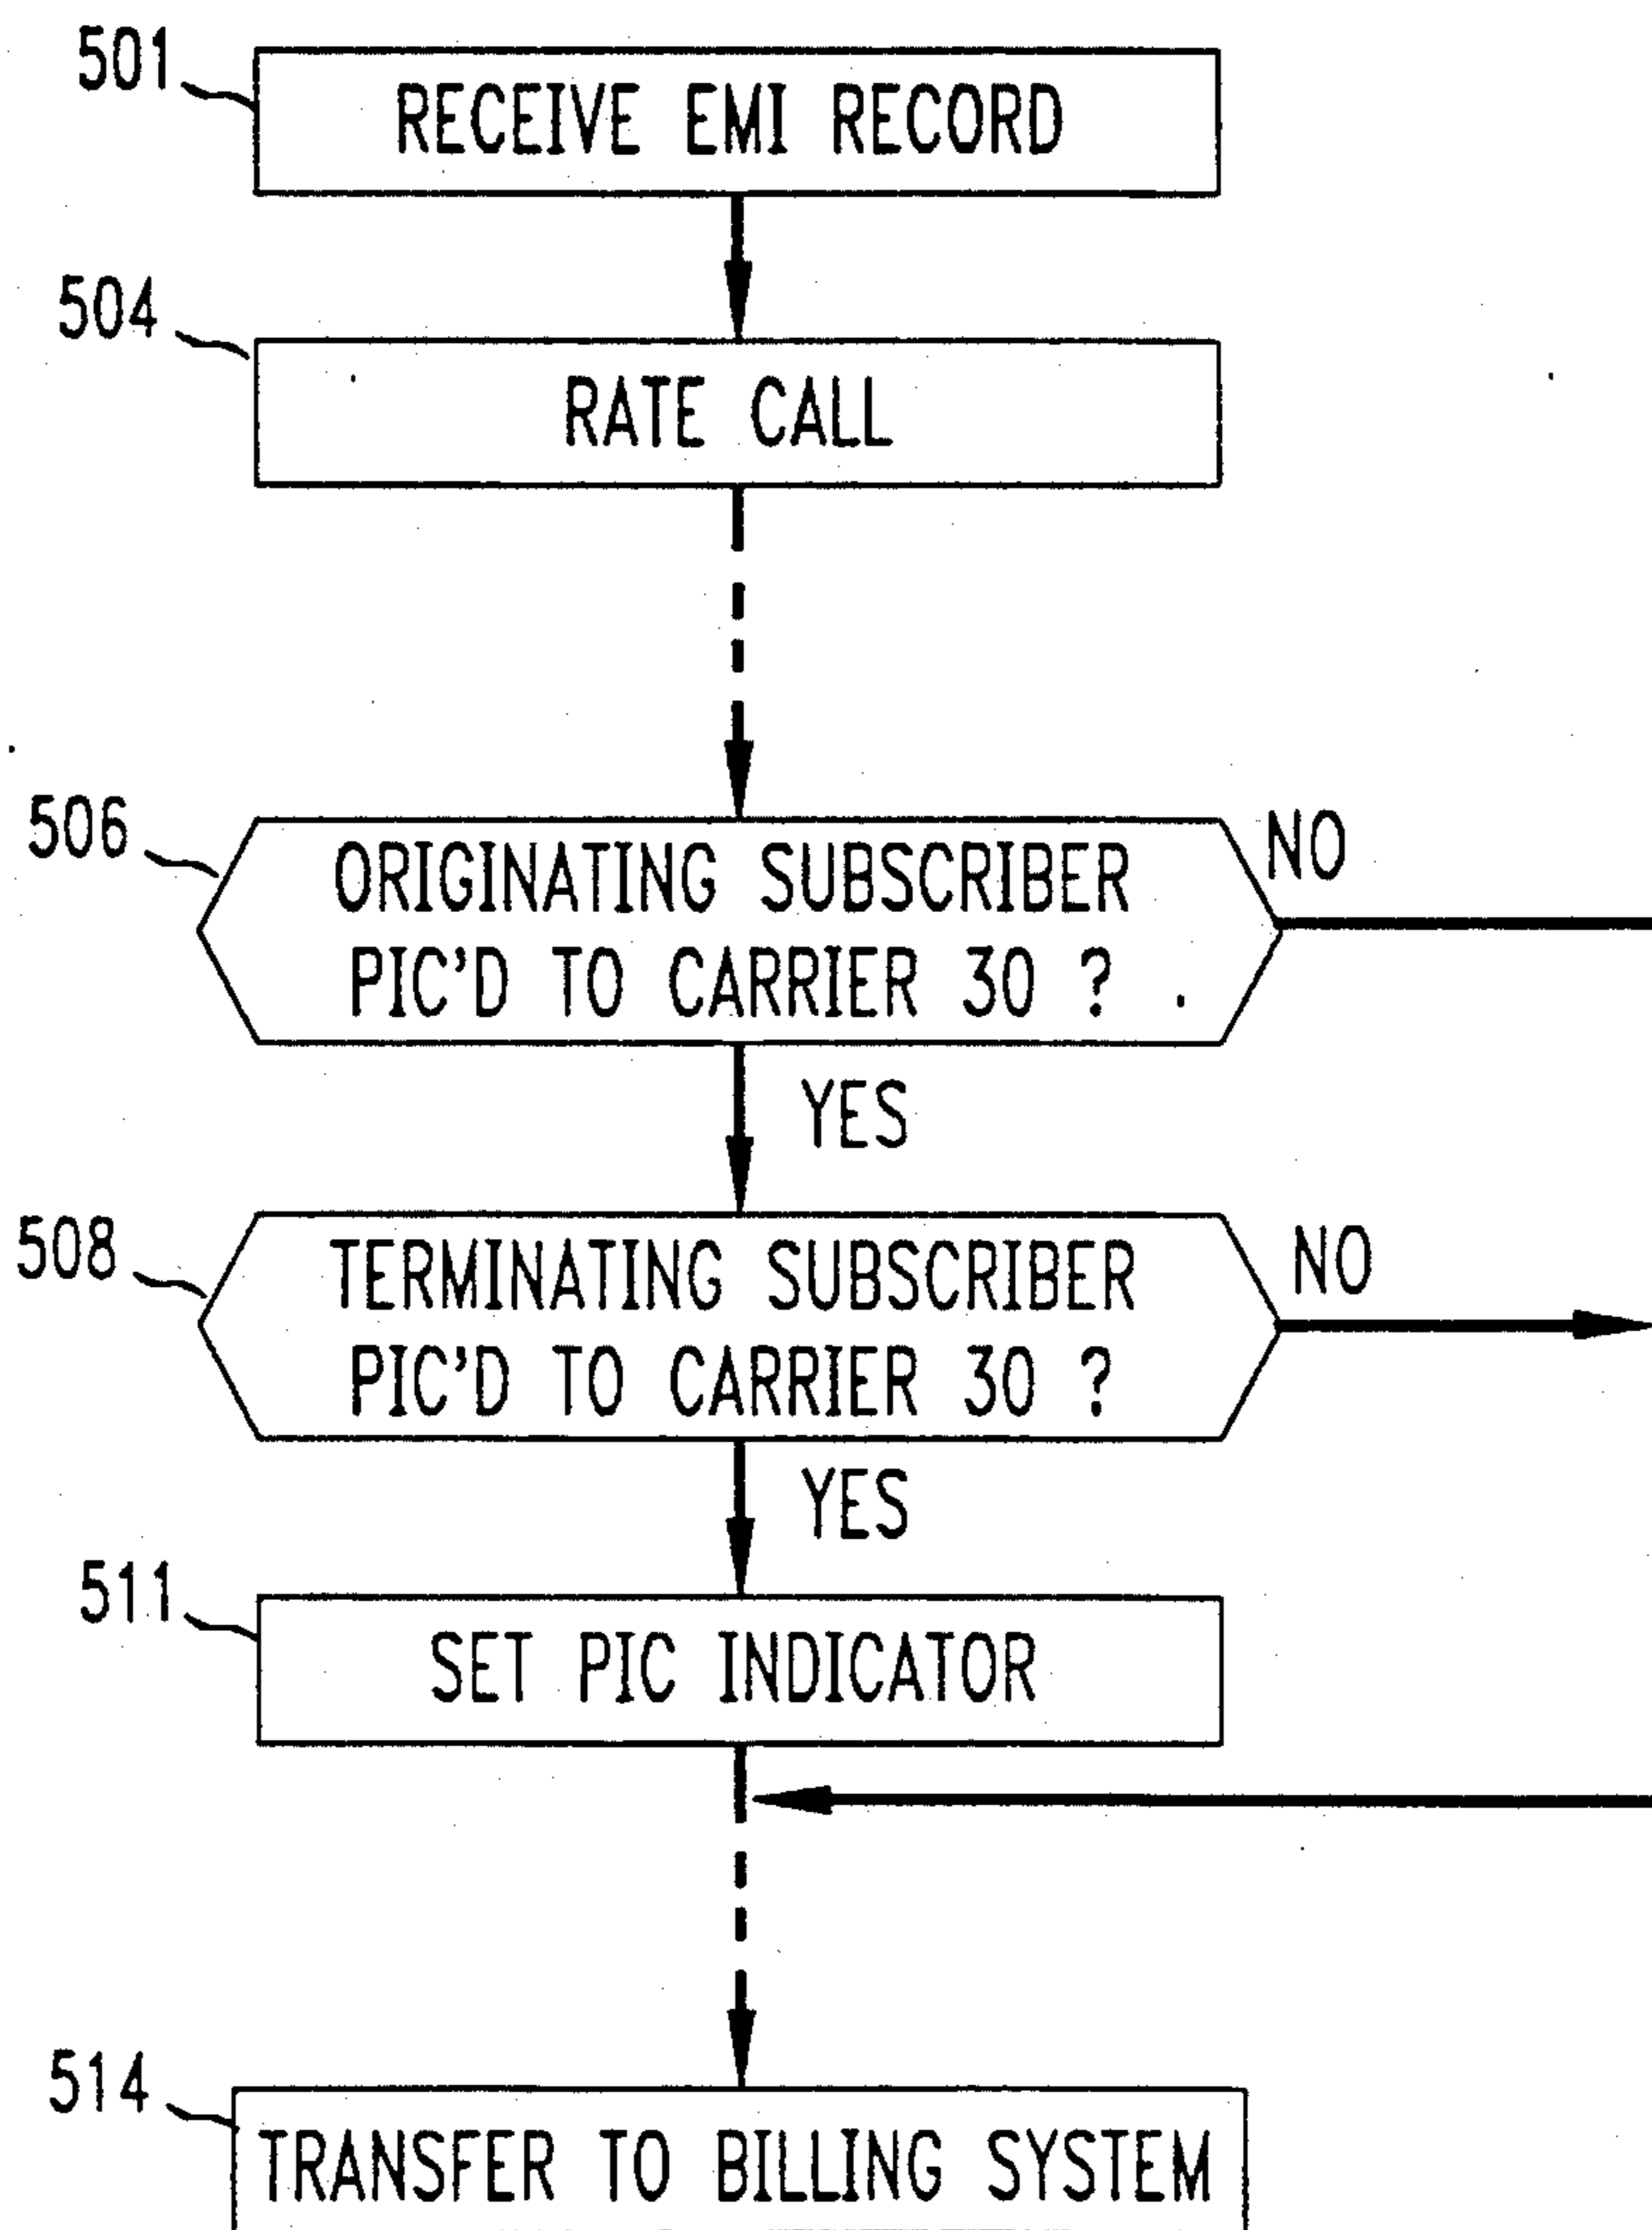 501
RECEIVE EMI RECORD
504
RATE CALL
506
ORIGINATING SUBSCRIBER
PIC'D TO CARRIER 30 ?
NO
YES
508
TERMINATING SUBSCRIBER
PIC'D TO CARRIER 30 ?
NO
YES
511
SET PIC INDICATOR
514
TRANSFER TO BILLING SYSTEM